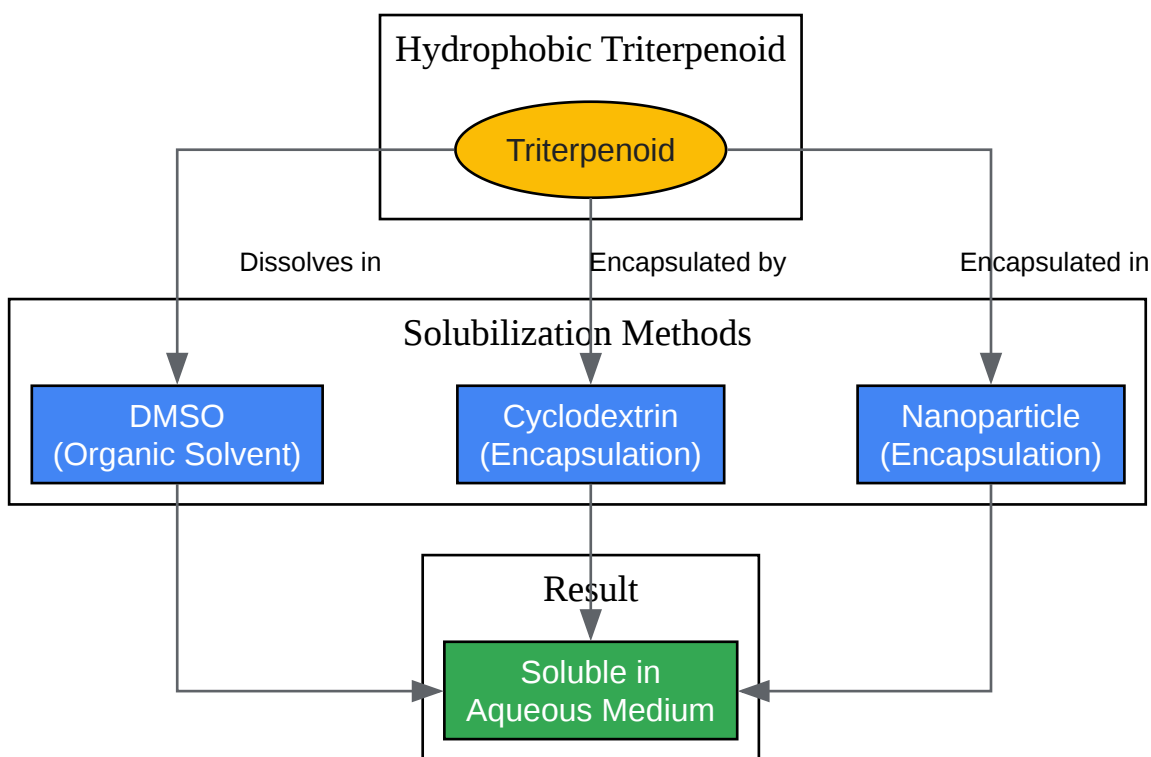 Hydrophobic Triterpenoid
Triterpenoid
Dissolves in
Encapsulated by
Encapsulated in
Solubilization Methods
DMSO
(Organic Solvent)
Cyclodextrin
(Encapsulation)
Nanoparticle
(Encapsulation)
Result
Soluble in
Aqueous Medium